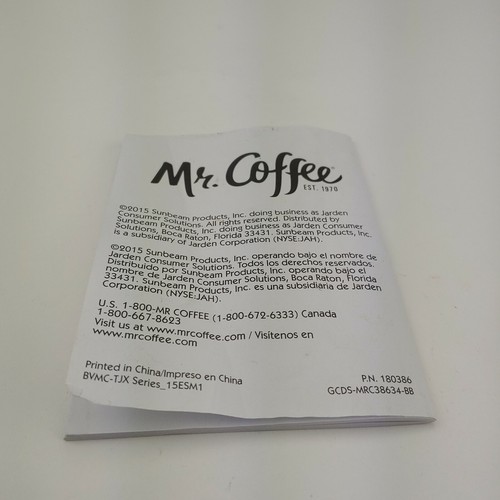 Mr. Coffee
EST. 1970
©2015 Sunbeam Products, Inc. doing business as Jarden
Consumer Solutions. All rights reserved. Distributed by
Sunbeam Products, Inc. doing business as Jarden Consumer
Solutions, Boca Raton, Florida 33431. Sunbeam Products, Inc.
is a subsidiary of Jarden Corporation (NYSE:JAH).
©2015 Sunbeam Products, Inc. operando bajo el nombre de
Jarden Consumer Solutions. Todos los derechos reservados.
Distribuido por Sunbeam Products, Inc. operando bajo el
nombre de Jarden Consumer Solutions, Boca Raton, Florida
33431. Sunbeam Products, Inc. es una subsidiaria de Jarden
Corporation (NYSE:JAH).
U.S. 1-800-MR COFFEE (1-800-672-6333) Canada
1-800-667-8623
Visit us at www.mrcoffee.com / Visítenos en
www.mrcoffee.com
Printed in China/Impreso en China
BVMC-TJX Series_15ESM1
P.N. 180386
GCDS-MRC38634-BB